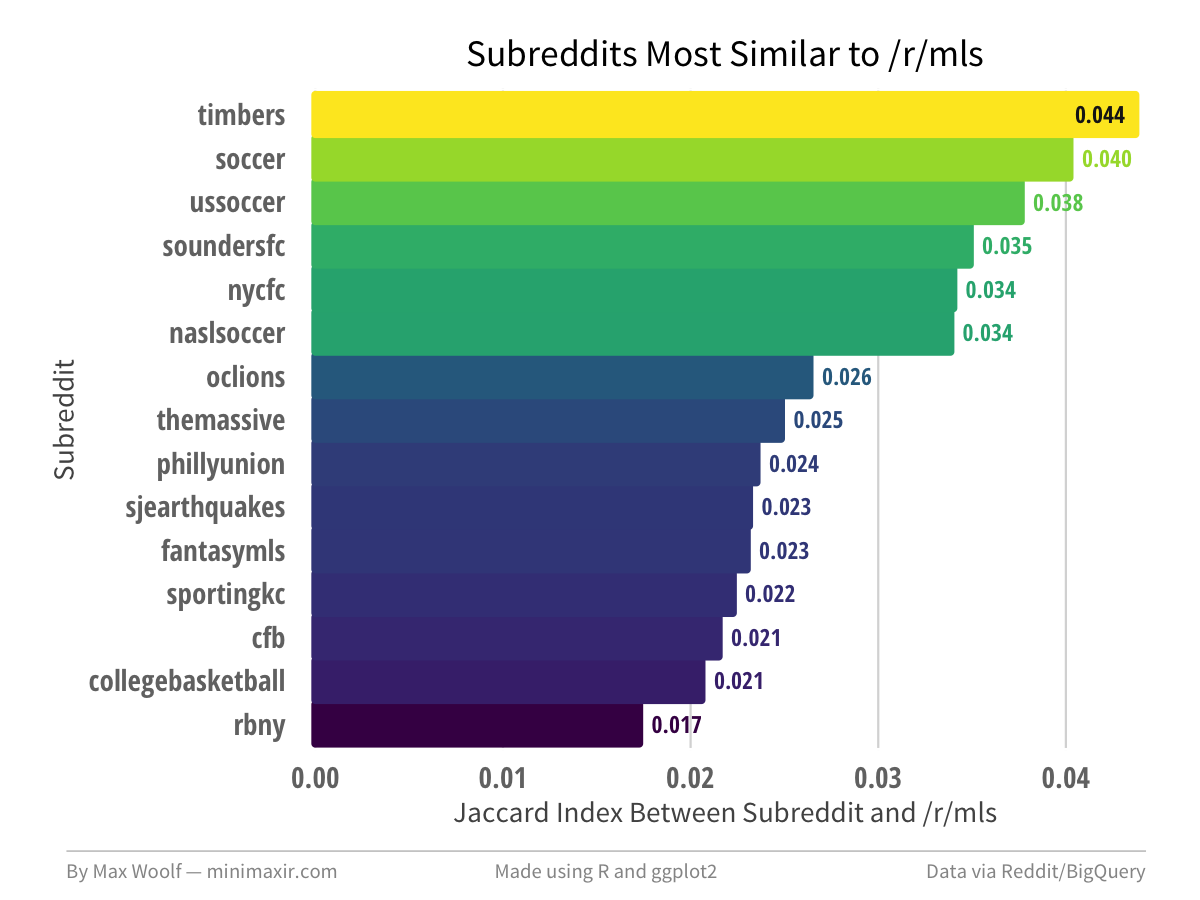 Subreddits Most Similar to /r/mls
timbers 0.044
soccer 0.040
ussoccer 0.038
soundersfc 0.035
nycfc 0.034
naslsoccer 0.034
oclions 0.026
themassive 0.025
phillyunion 0.024
sjearthquakes 0.023
fantasymls 0.023
sportingkc 0.022
cfb 0.021
collegebasketball 0.021
rbny 0.017
Subreddit
0.00 0.01 0.02 0.03 0.04
Jaccard Index Between Subreddit and /r/mls
By Max Woolf — minimaxir.com Made using R and ggplot2 Data via Reddit/BigQuery